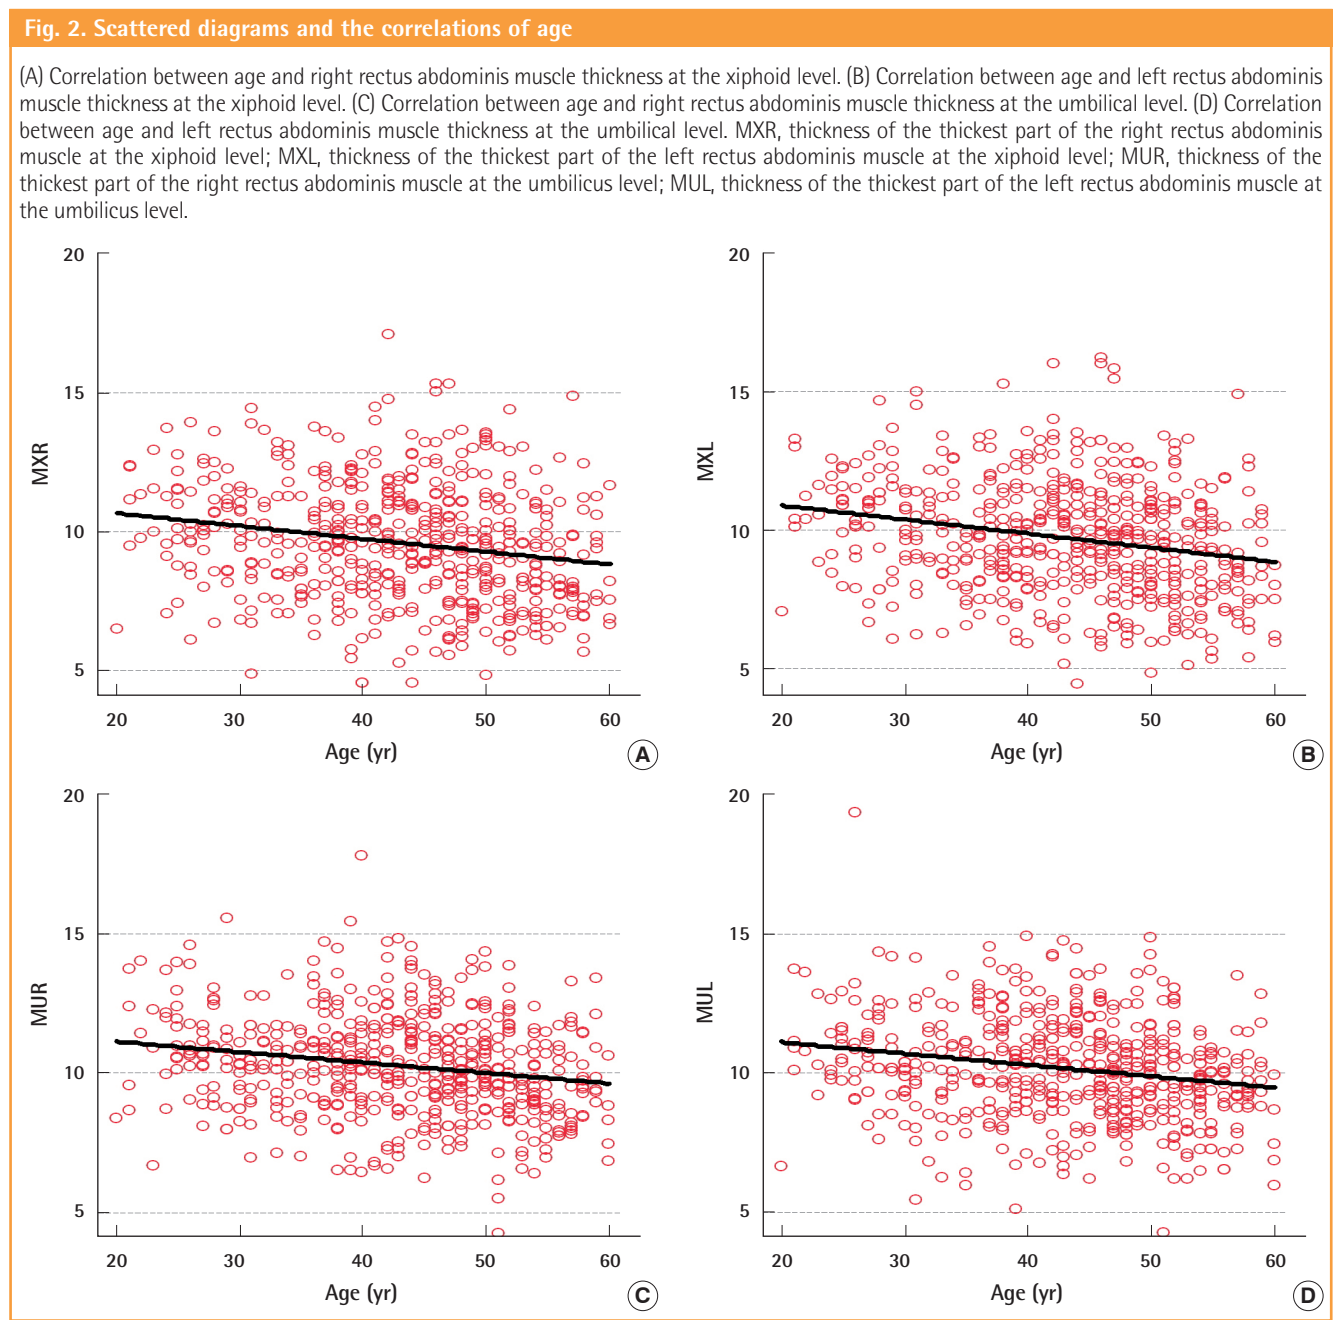 Fig. 2. Scattered diagrams and the correlations of age
(A) Correlation between age and right rectus abdominis muscle thickness at the xiphoid level. (B) Correlation between age and left rectus abdominis
muscle thickness at the xiphoid level. (C) Correlation between age and right rectus abdominis muscle thickness at the umbilical level. (D) Correlation
between age and left rectus abdominis muscle thickness at the umbilical level. MXR, thickness of the thickest part of the right rectus abdominis
muscle at the xiphoid level; MXL, thickness of the thickest part of the left rectus abdominis muscle at the xiphoid level; MUR, thickness of the
thickest part of the right rectus abdominis muscle at the umbilicus level; MUL, thickness of the thickest part of the left rectus abdominis muscle at
the umbilicus level.
20
15
10
5
MXR
20 30 40 50 60
Age (yr)
A
20
15
10
5
MXL
20 30 40 50 60
Age (yr)
B
20
15
10
5
MUR
20 30 40 50 60
Age (yr)
C
20
15
10
5
MUL
20 30 40 50 60
Age (yr)
D